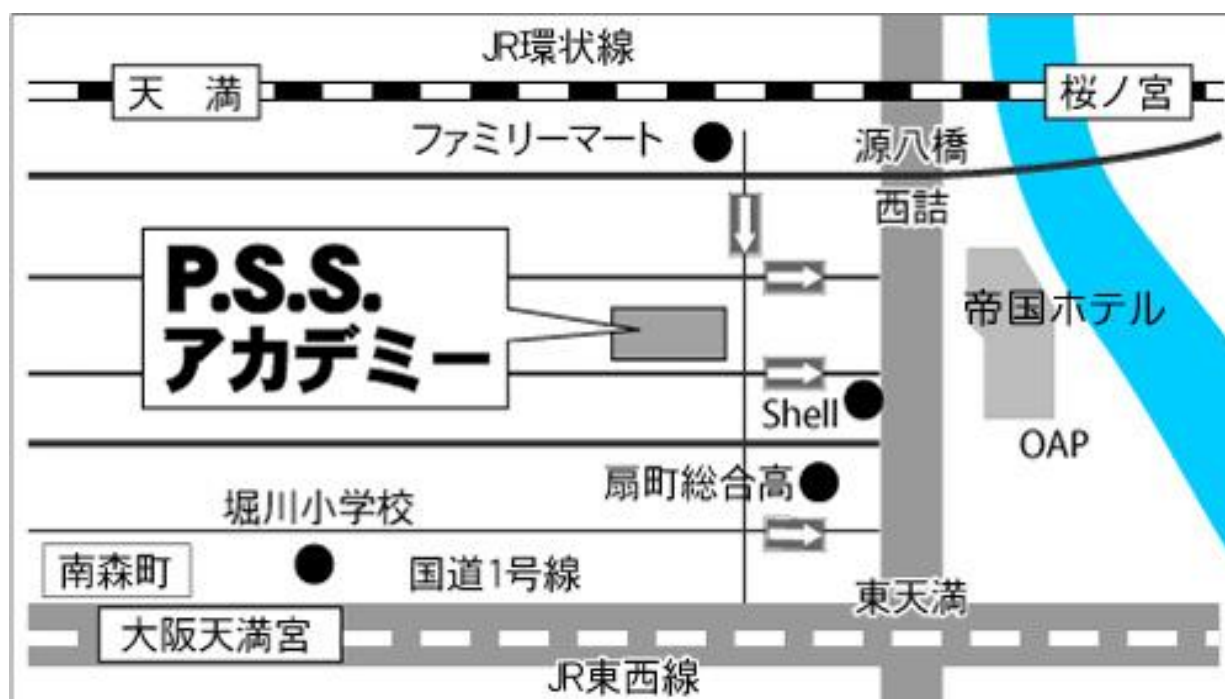 JR環状線
天 満
桜ノ宮
ファミリーマート
源八橋
西詰
P.S.S.
アカデミー
帝国ホテル
Shell
OAP
扇町総合高
堀川小学校
南森町
国道1号線
東天満
大阪天満宮
JR東西線